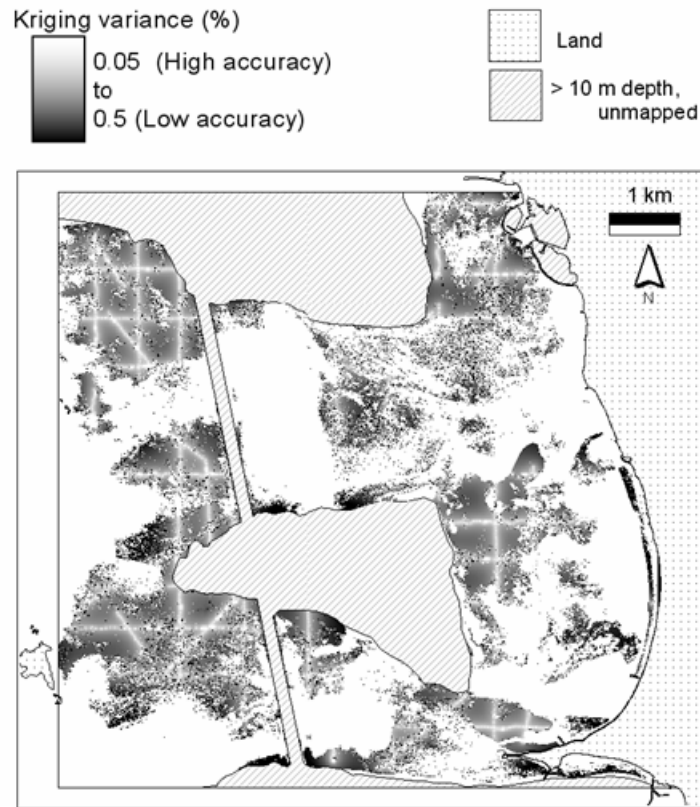 Kriging variance (%)
0.05 (High accuracy)
to
0.5 (Low accuracy)
Land
> 10 m depth,
unmapped
1 km
N